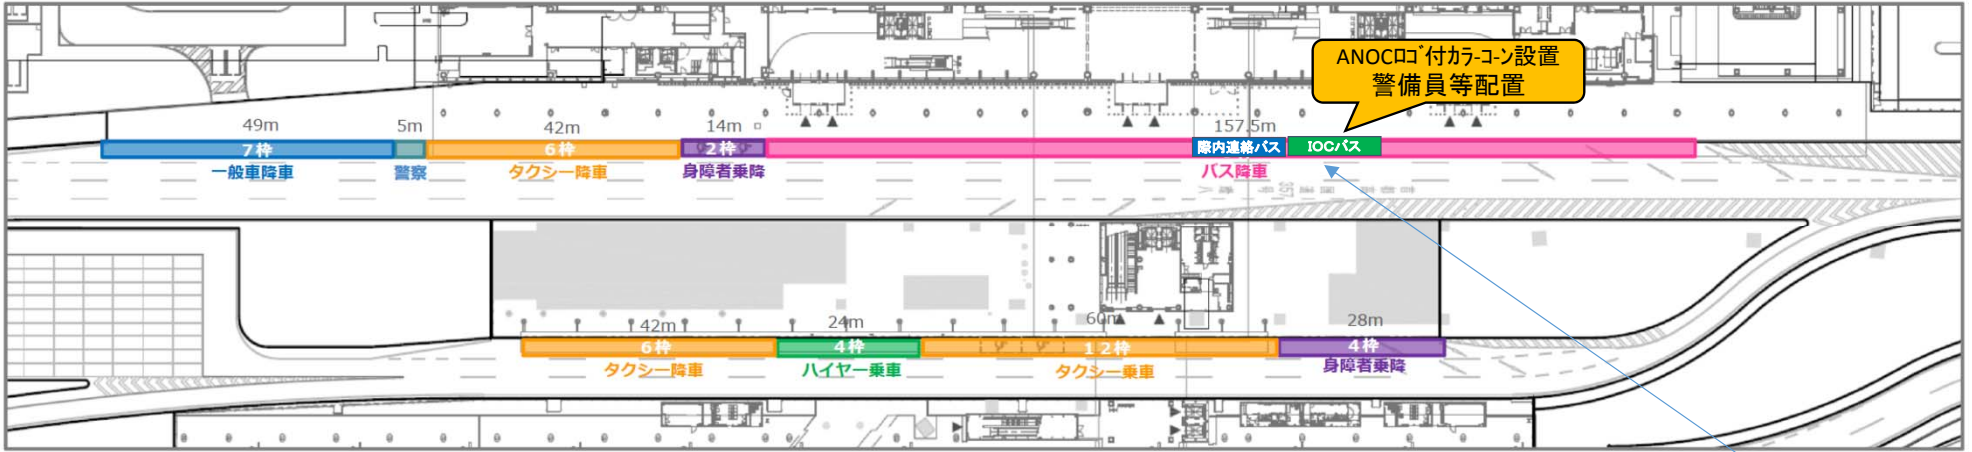 ANOCロゴ付カラーコーン設置
警備員等配置
49m
5m
42m
14m
157.5m
7枠
6枠
2枠
際内連絡バス
IOCバス
一般車降車
警察
タクシー降車
身障者乗降
バス降車
357
42m
24m
60m
28m
6枠
4枠
12枠
4枠
タクシー降車
ハイヤー乗車
タクシー乗車
身障者乗降